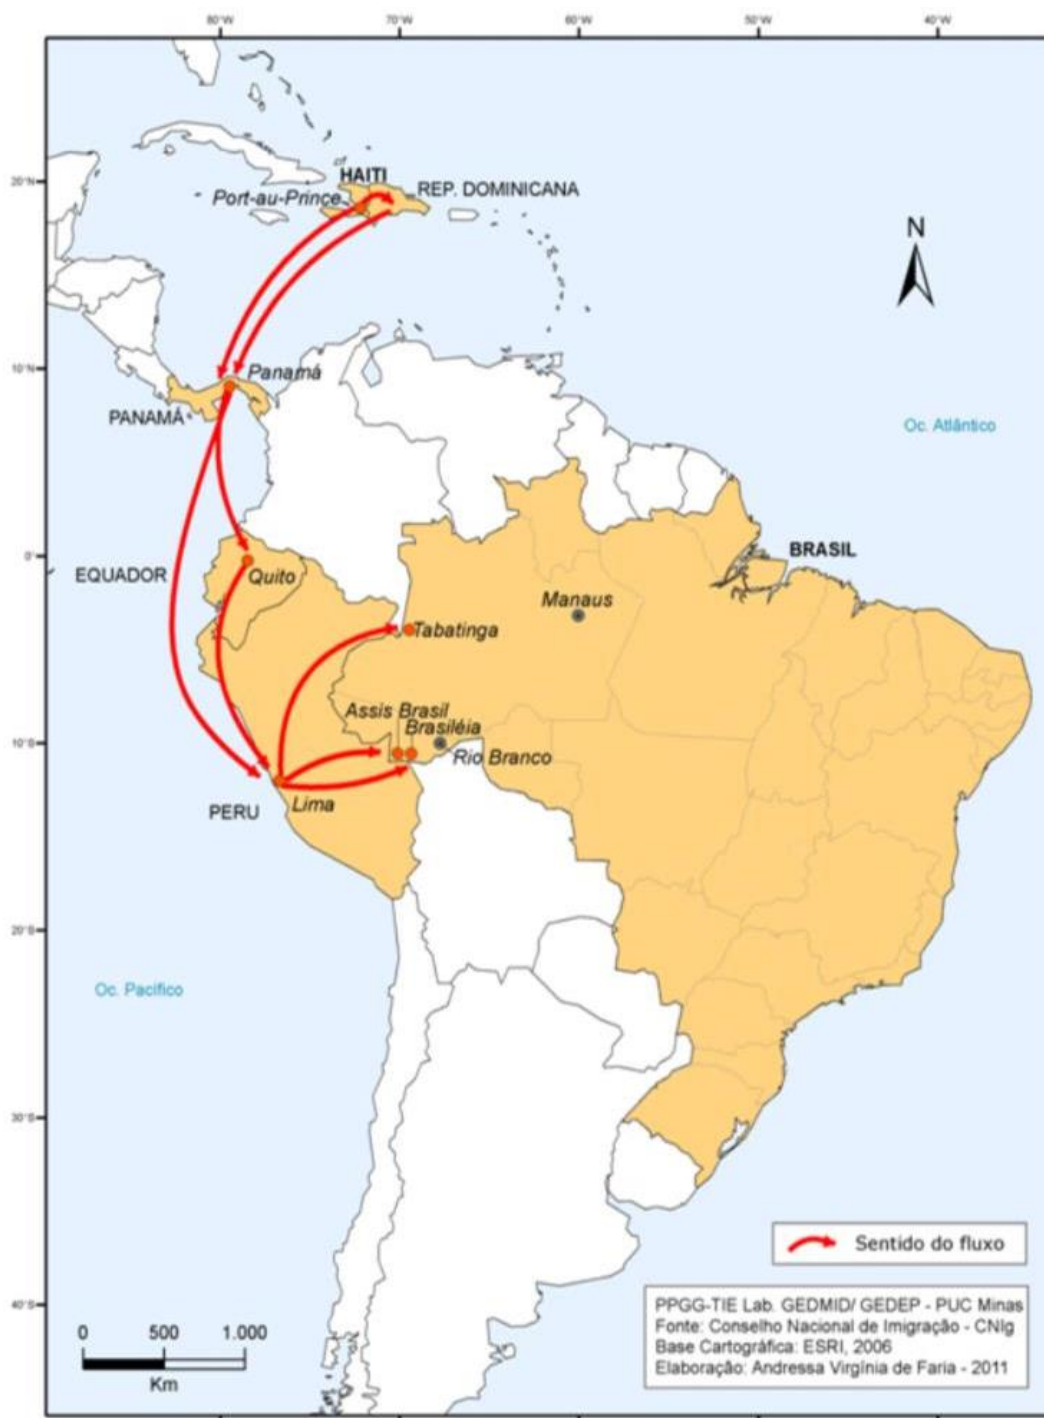 80°W
70°W
60°W
50°W
40°W
20°N
HAITI
Port-au-Prince
REP. DOMINICANA
N
10°N
Panamá
PANAMÁ
Oc. Atlântico
0°
EQUADOR
Quito
BRASIL
Manaus
Tabatinga
Assis Brasil
Brasiléia
10°S
Rio Branco
Lima
PERU
20°S
Oc. Pacífico
30°S
Sentido do fluxo
40°S
0 500 1.000
Km
PPGG-TIE Lab. GEDMID/ GEDEP - PUC Minas
Fonte: Conselho Nacional de Imigração - CNIg
Base Cartográfica: ESRI, 2006
Elaboração: Andressa Virgínia de Faria - 2011